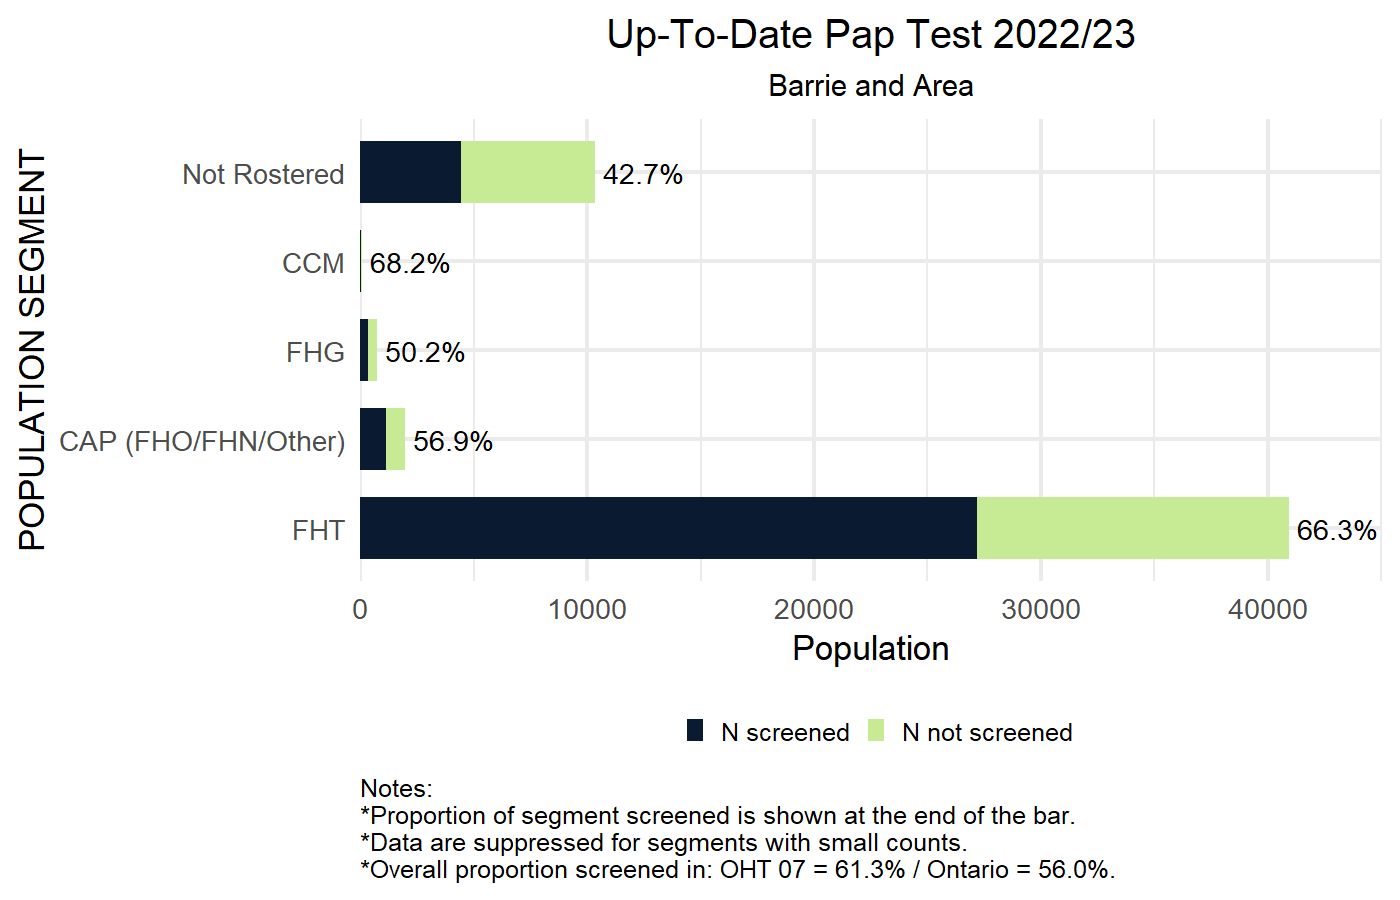 Up-To-Date Pap Test 2022/23
Barrie and Area
POPULATION SEGMENT
Not Rostered
42.7%
CCM
68.2%
FHG
50.2%
CAP (FHO/FHN/Other)
56.9%
FHT
66.3%
0 10000 20000 30000 40000
Population
N screened N not screened
Notes:
*Proportion of segment screened is shown at the end of the bar.
*Data are suppressed for segments with small counts.
*Overall proportion screened in: OHT 07 = 61.3% / Ontario = 56.0%.